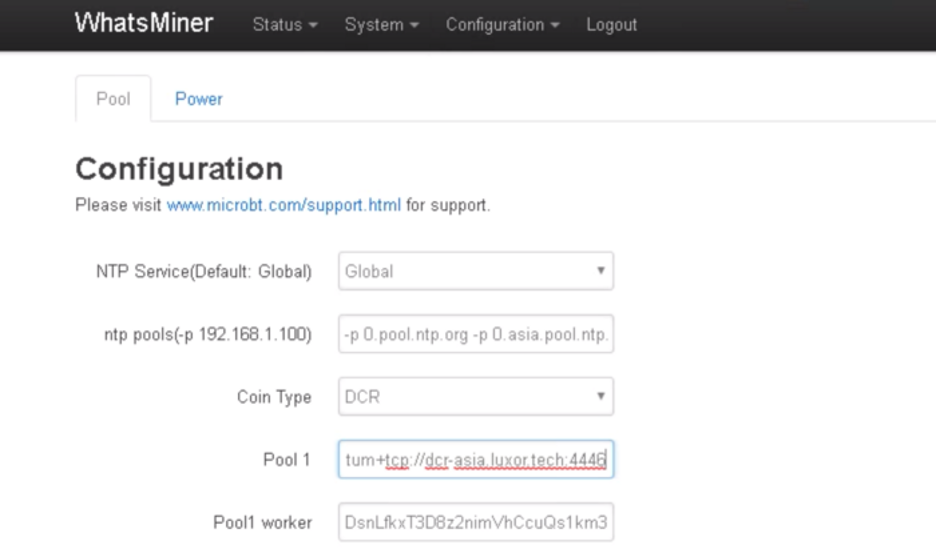 WhatsMiner Status System Configuration Logout
Pool Power
Configuration
Please visit www.microbt.com/support.html for support.
NTP Service(Default: Global) Global
ntp pools(-p 192.168.1.100) -p 0.pool.ntp.org -p 0.asia.pool.ntp.
Coin Type DCR
Pool 1 tum+tcp://dcr-asia.luxor.tech:4446
Pool1 worker DsnLfkxT3D8z2nimVhCcuQs1km3